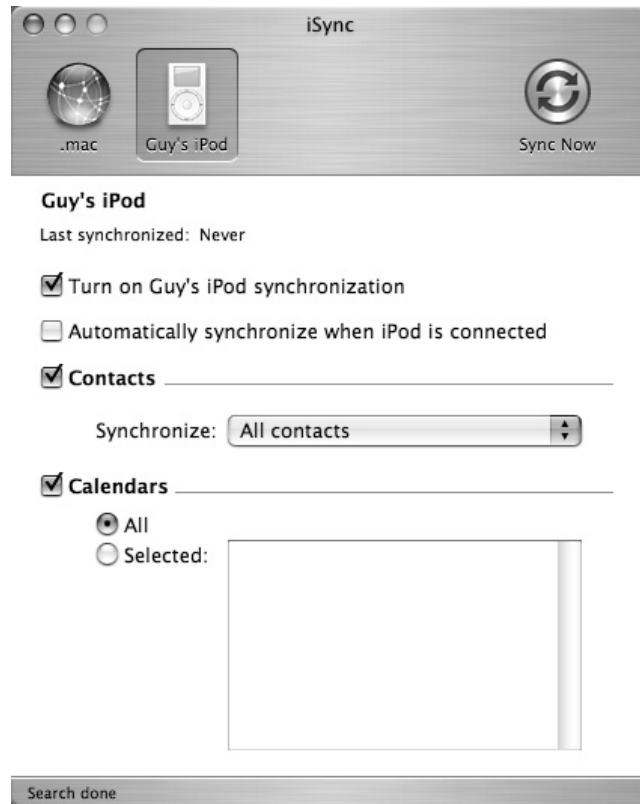 iSync
.mac
Guy's iPod
Sync Now
Guy's iPod
Last synchronized: Never
Turn on Guy's iPod synchronization
Automatically synchronize when iPod is connected
Contacts
Synchronize: All contacts
Calendars
All
Selected:
Search done